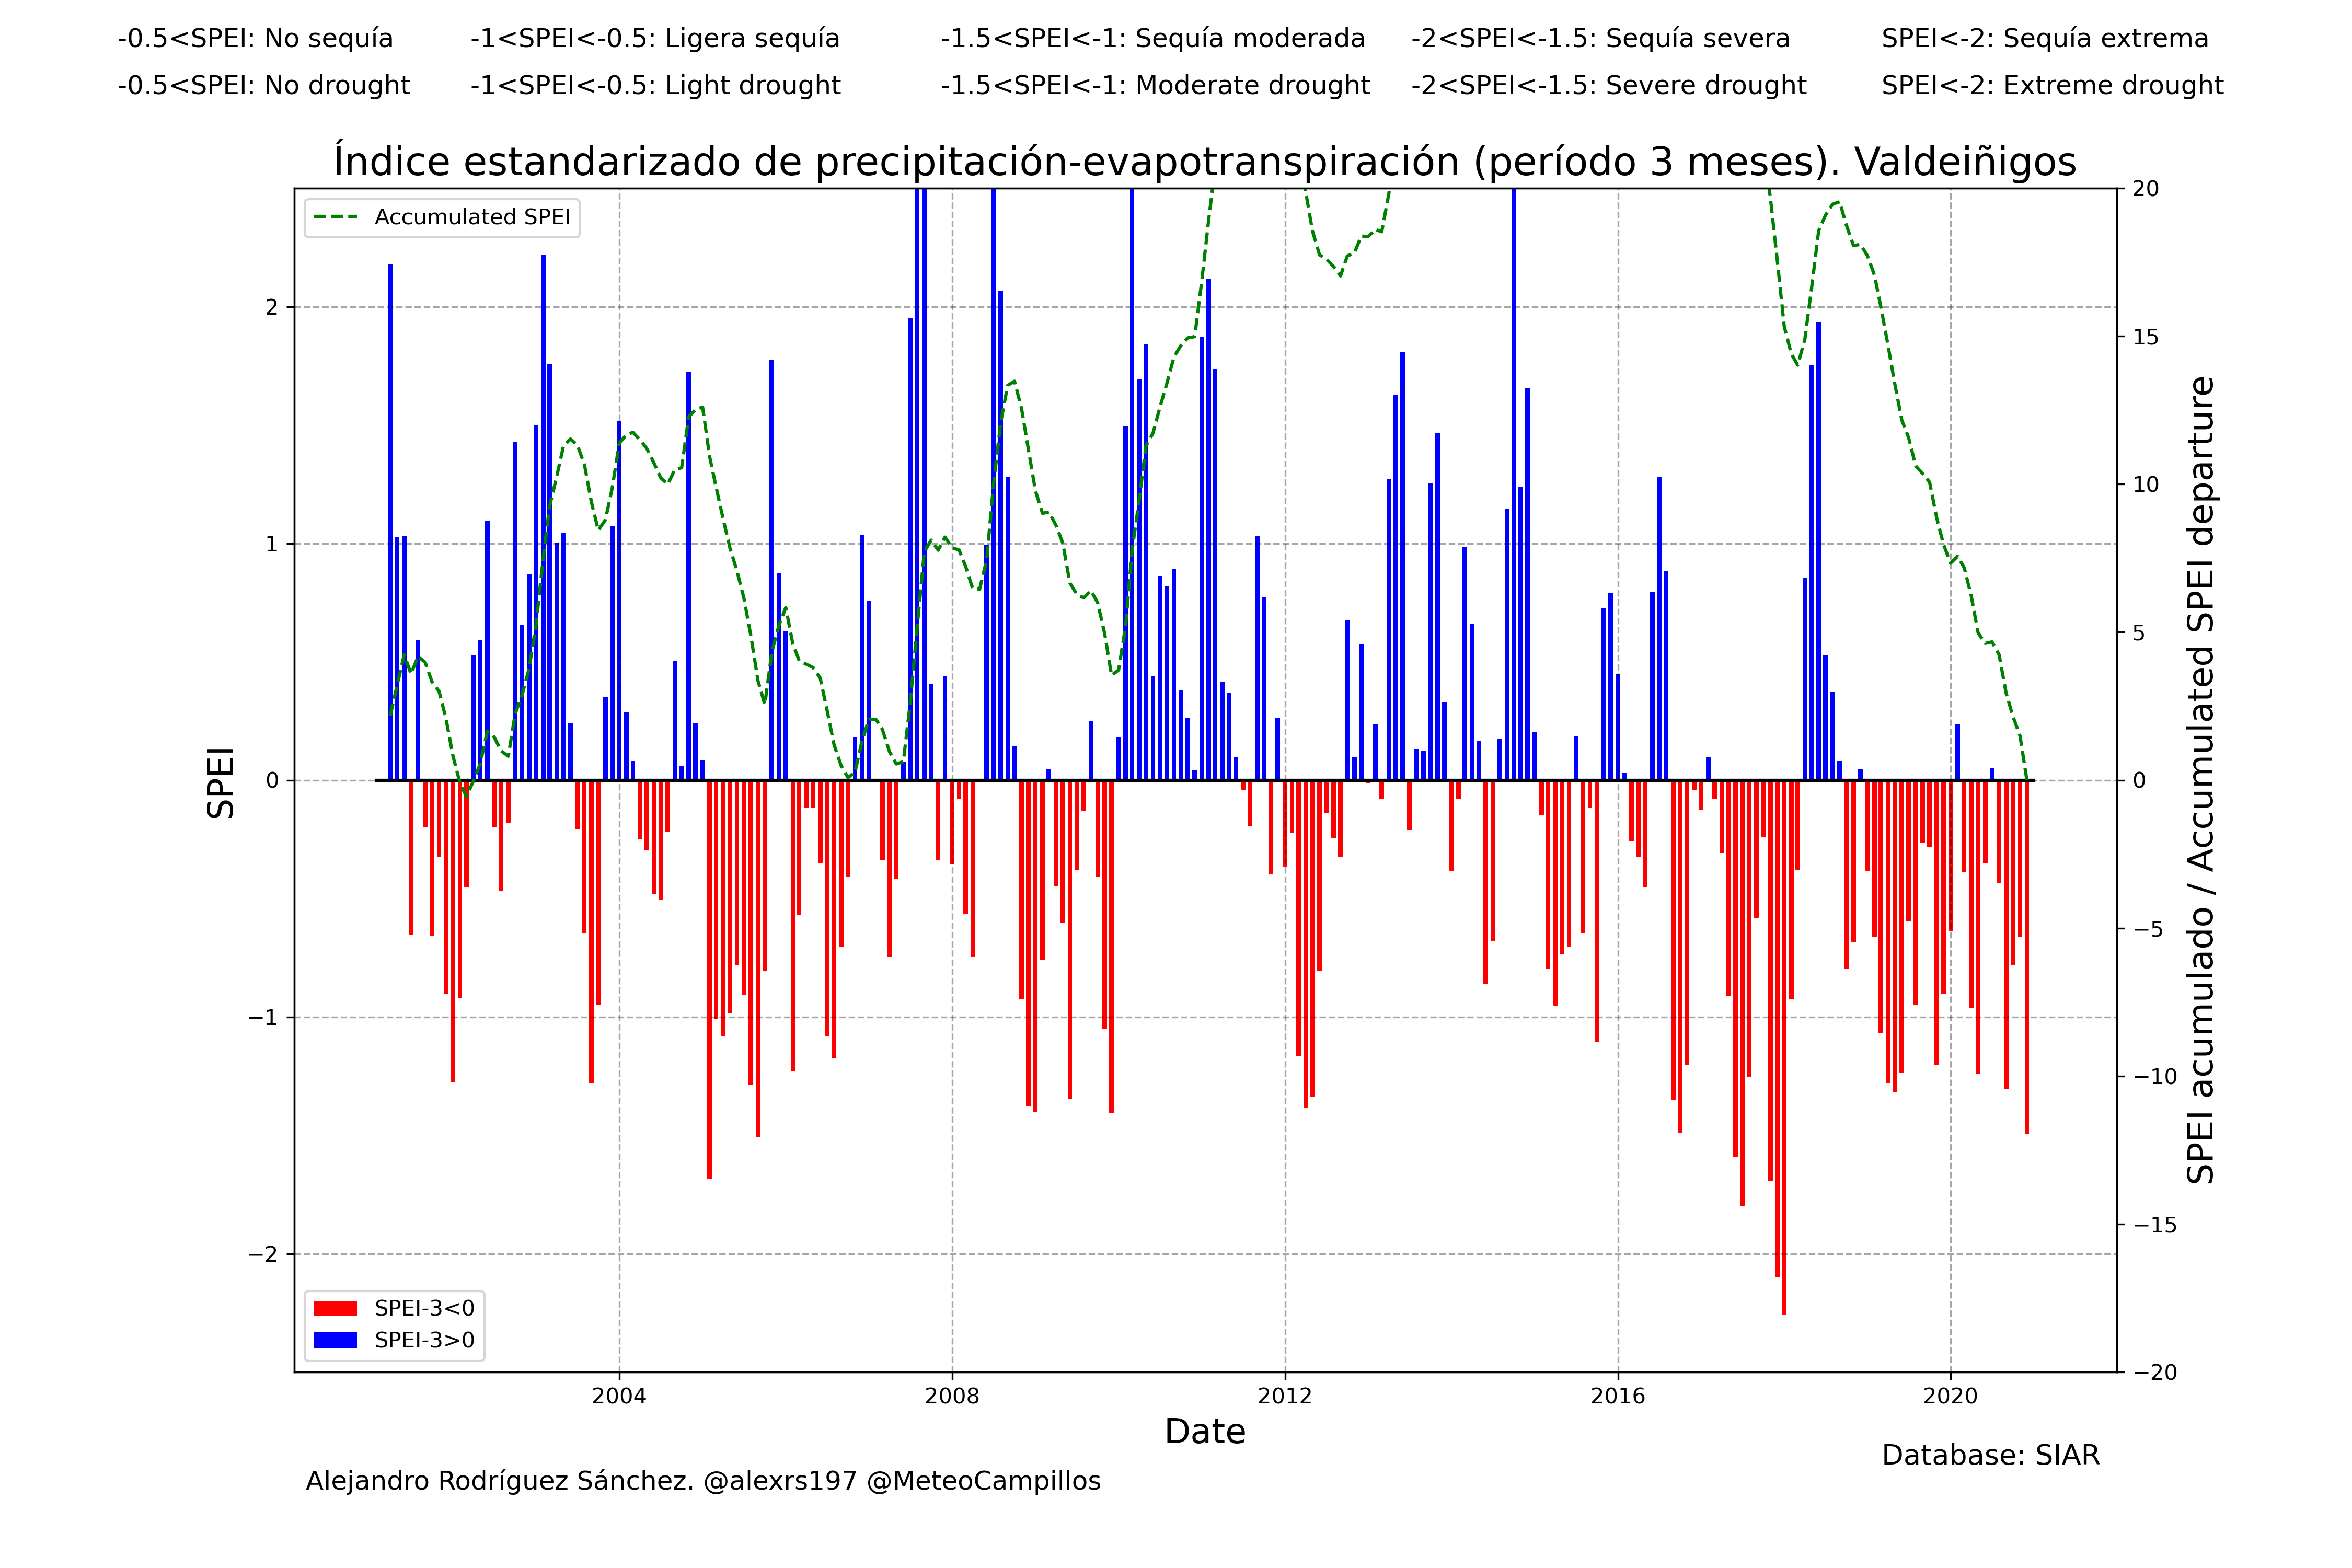 -0.5<SPEI: No sequía -1<SPEI<-0.5: Ligera sequía -1.5<SPEI<-1: Sequía moderada -2<SPEI<-1.5: Sequía severa SPEI<-2: Sequía extrema
-0.5<SPEI: No drought -1<SPEI<-0.5: Light drought -1.5<SPEI<-1: Moderate drought -2<SPEI<-1.5: Severe drought SPEI<-2: Extreme drought
Índice estandarizado de precipitación-evapotranspiración (período 3 meses). Valdeiñigos
Accumulated SPEI
SPEI
2
1
0
−1
−2
20
15
10
5
0
−5
−10
−15
−20
SPEI acumulado / Accumulated SPEI departure
SPEI-3<0
SPEI-3>0
2004 2008 2012 2016 2020
Date
Database: SIAR
Alejandro Rodríguez Sánchez. @alexrs197 @MeteoCampillos